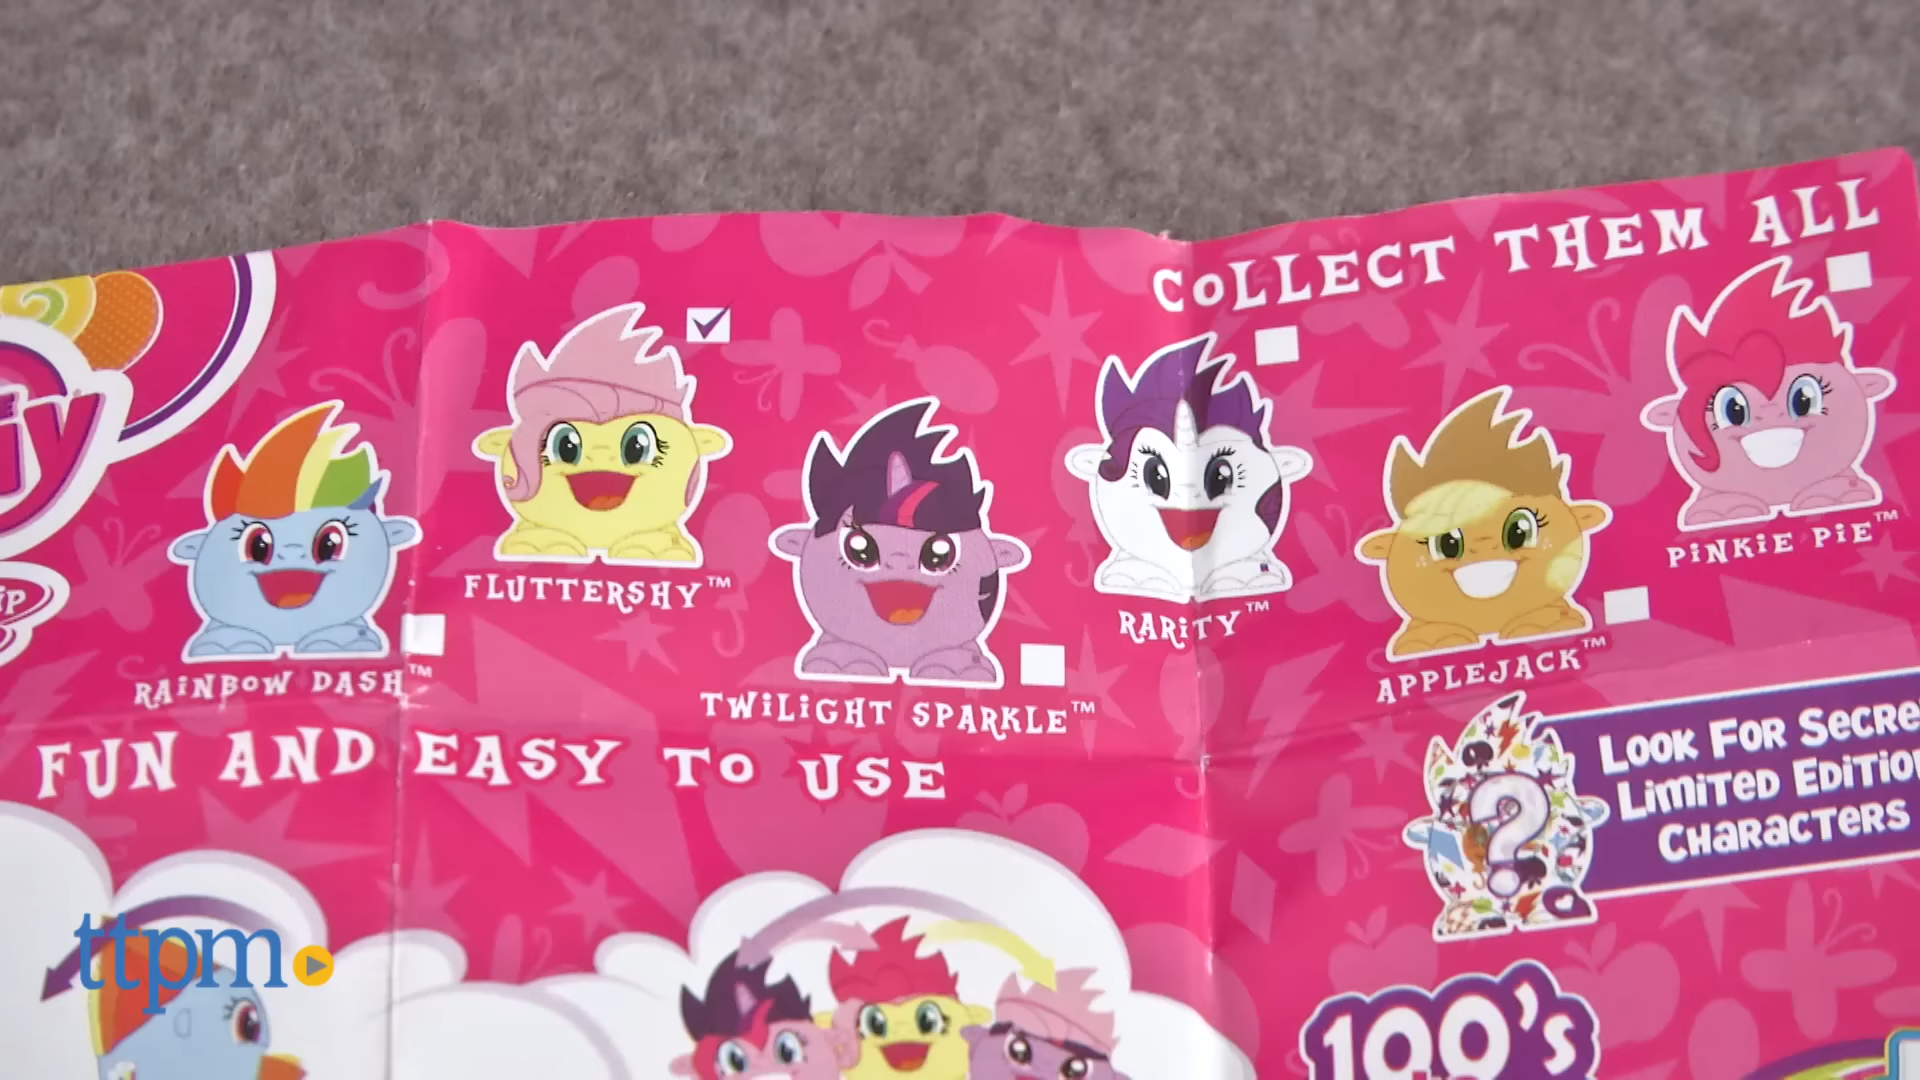 COLLECT THEM ALL
RAINBOW DASH™
FLUTTERSHY™
TWILIGHT SPARKLE™
RARITY™
APPLEJACK™
PINKIE PIE™
FUN AND EASY TO USE
?
LOOK FOR SECRE
LIMITED EDITIO
CHARACTERS
100's
ttpm